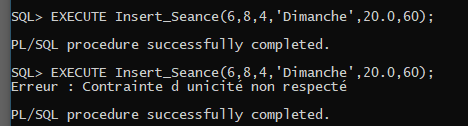 SQL> EXECUTE Insert_Seance(6,8,4,'Dimanche',20.0,60);
PL/SQL procedure successfully completed.
SQL> EXECUTE Insert_Seance(6,8,4,'Dimanche',20.0,60);
Erreur : Contrainte d unicité non respecté
PL/SQL procedure successfully completed.